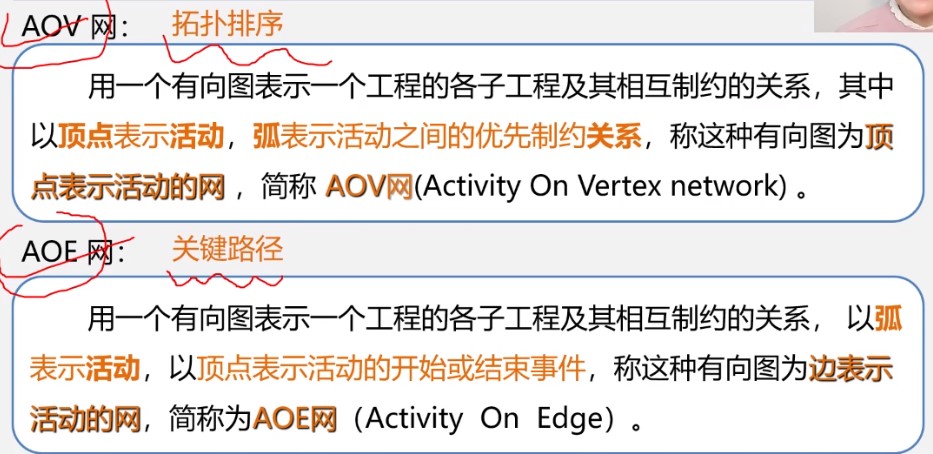 AOV 网： 拓扑排序
用一个有向图表示一个工程的各子工程及其相互制约的关系，其中
以顶点表示活动，弧表示活动之间的优先制约关系，称这种有向图为顶
点表示活动的网 ，简称 AOV网(Activity On Vertex network) 。
AOE 网： 关键路径
用一个有向图表示一个工程的各子工程及其相互制约的关系， 以弧
表示活动，以顶点表示活动的开始或结束事件，称这种有向图为边表示
活动的网，简称为AOE网（Activity On Edge）。